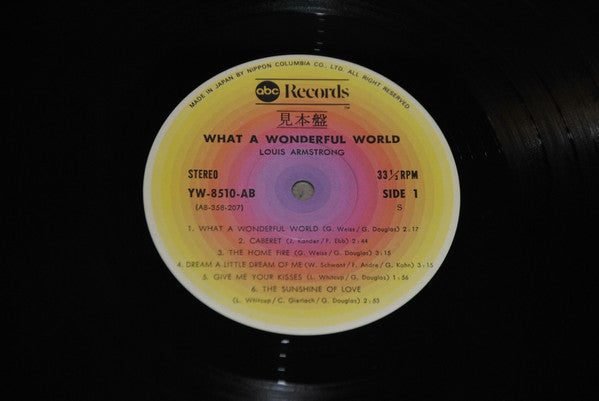 MADE IN JAPAN BY NIPPON COLUMBIA CO., LTD. ALL RIGHT RESERVED
abc Records
TM
見本盤
WHAT A WONDERFUL WORLD
LOUIS ARMSTRONG
STEREO 33 1/3 RPM
YW-8510-AB SIDE 1
(AB-358-207) S
1. WHAT A WONDERFUL WORLD (G. Weiss / G. Douglas) 2:17
2. CABERET (J. Kander / F. Ebb) 2:44
3. THE HOME FIRE (G. Weiss / G. Douglas) 3:15
4. DREAM A LITTLE DREAM OF ME (W. Schwant / F. Andre / G. Kahn) 3:15
5. GIVE ME YOUR KISSES (L. Whitcup / G. Douglas) 1:56
6. THE SUNSHINE OF LOVE
(L. Whitcup / C. Gierlach / G. Douglas) 2:53